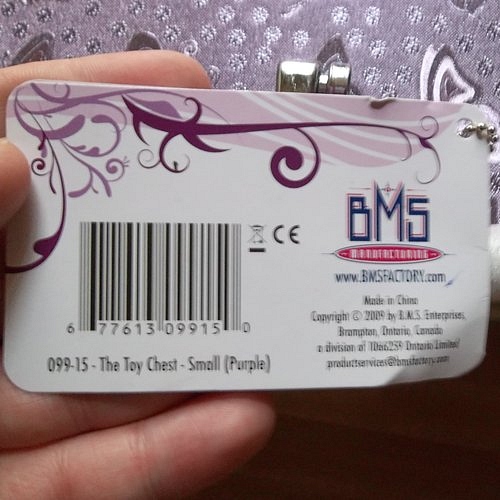 BMS
MANUFACTURING
www.BMSFACTORY.com
Made in China
Copyright © 2009 by B.M.S. Enterprises,
Brampton, Ontario, Canada
a division of 1066259 Ontario Limited
productservices@bmsfactory.com
CE
6 77613 09915 0
099-15 - The Toy Chest - Small (Purple)